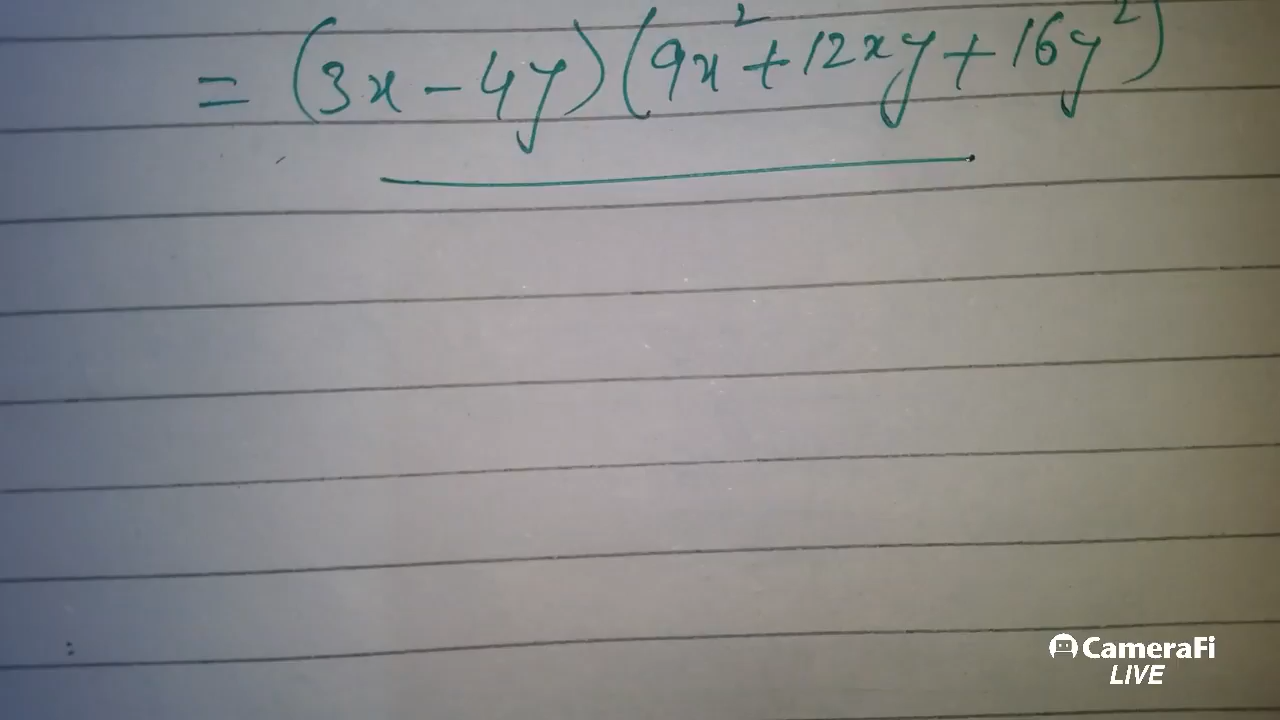 = (3x - 4y) (9x² + 12xy + 16y²)
CameraFi
LIVE